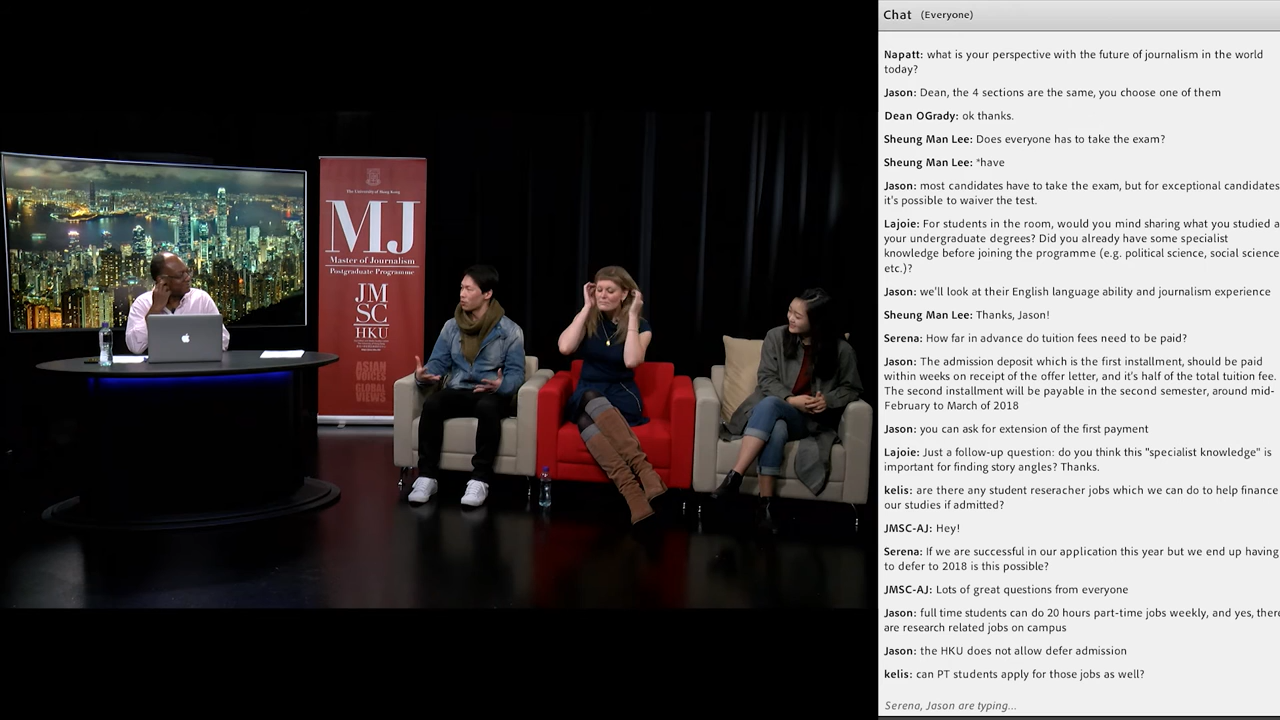 The University of Hong Kong
MJ
Master of Journalism
Postgraduate Programme
JM
SC
HKU
ASIAN
VOICES
GLOBAL
VIEWS
Chat (Everyone)
Napatt: what is your perspective with the future of journalism in the world
today?
Jason: Dean, the 4 sections are the same, you choose one of them
Dean OGrady: ok thanks.
Sheung Man Lee: Does everyone has to take the exam?
Sheung Man Lee: *have
Jason: most candidates have to take the exam, but for exceptional candidates
it's possible to waiver the test.
Lajoie: For students in the room, would you mind sharing what you studied a
your undergraduate degrees? Did you already have some specialist
knowledge before joining the programme (e.g. political science, social science
etc.)?
Jason: we'll look at their English language ability and journalism experience
Sheung Man Lee: Thanks, Jason!
Serena: How far in advance do tuition fees need to be paid?
Jason: The admission deposit which is the first installment, should be paid
within weeks on receipt of the offer letter, and it's half of the total tuition fee.
The second installment will be payable in the second semester, around mid-
February to March of 2018
Jason: you can ask for extension of the first payment
Lajoie: Just a follow-up question: do you think this "specialist knowledge" is
important for finding story angles? Thanks.
kelis: are there any student reseracher jobs which we can do to help finance
our studies if admitted?
JMSC-AJ: Hey!
Serena: If we are successful in our application this year but we end up having
to defer to 2018 is this possible?
JMSC-AJ: Lots of great questions from everyone
Jason: full time students can do 20 hours part-time jobs weekly, and yes, there
are research related jobs on campus
Jason: the HKU does not allow defer admission
kelis: can PT students apply for those jobs as well?
Serena, Jason are typing...